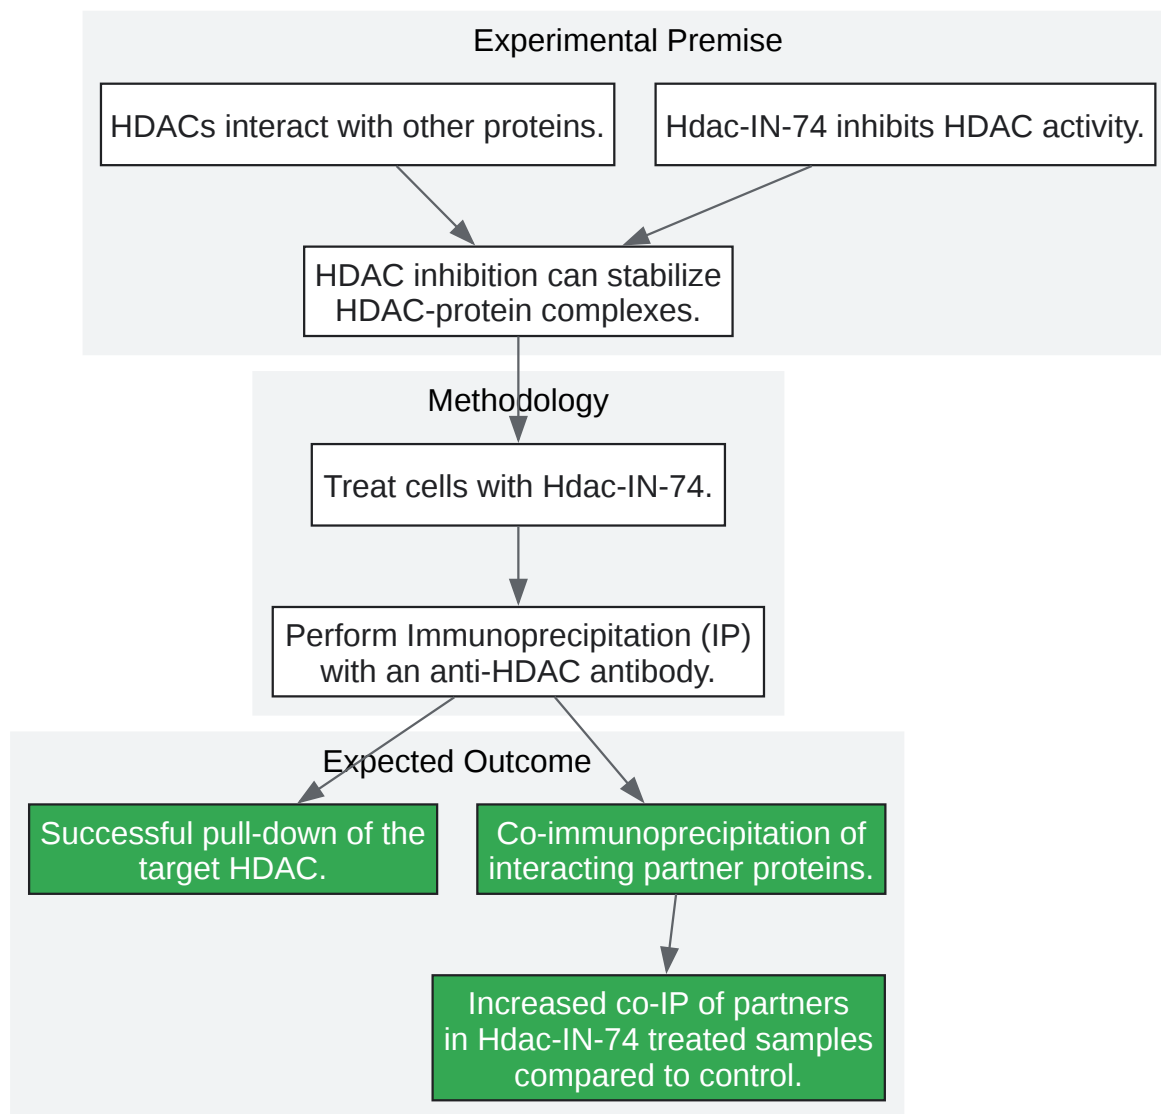 Experimental Premise
HDACs interact with other proteins.
Hdac-IN-74 inhibits HDAC activity.
HDAC inhibition can stabilize
HDAC-protein complexes.
Methodology
Treat cells with Hdac-IN-74.
Perform Immunoprecipitation (IP)
with an anti-HDAC antibody.
Expected Outcome
Successful pull-down of the
target HDAC.
Co-immunoprecipitation of
interacting partner proteins.
Increased co-IP of partners
in Hdac-IN-74 treated samples
compared to control.